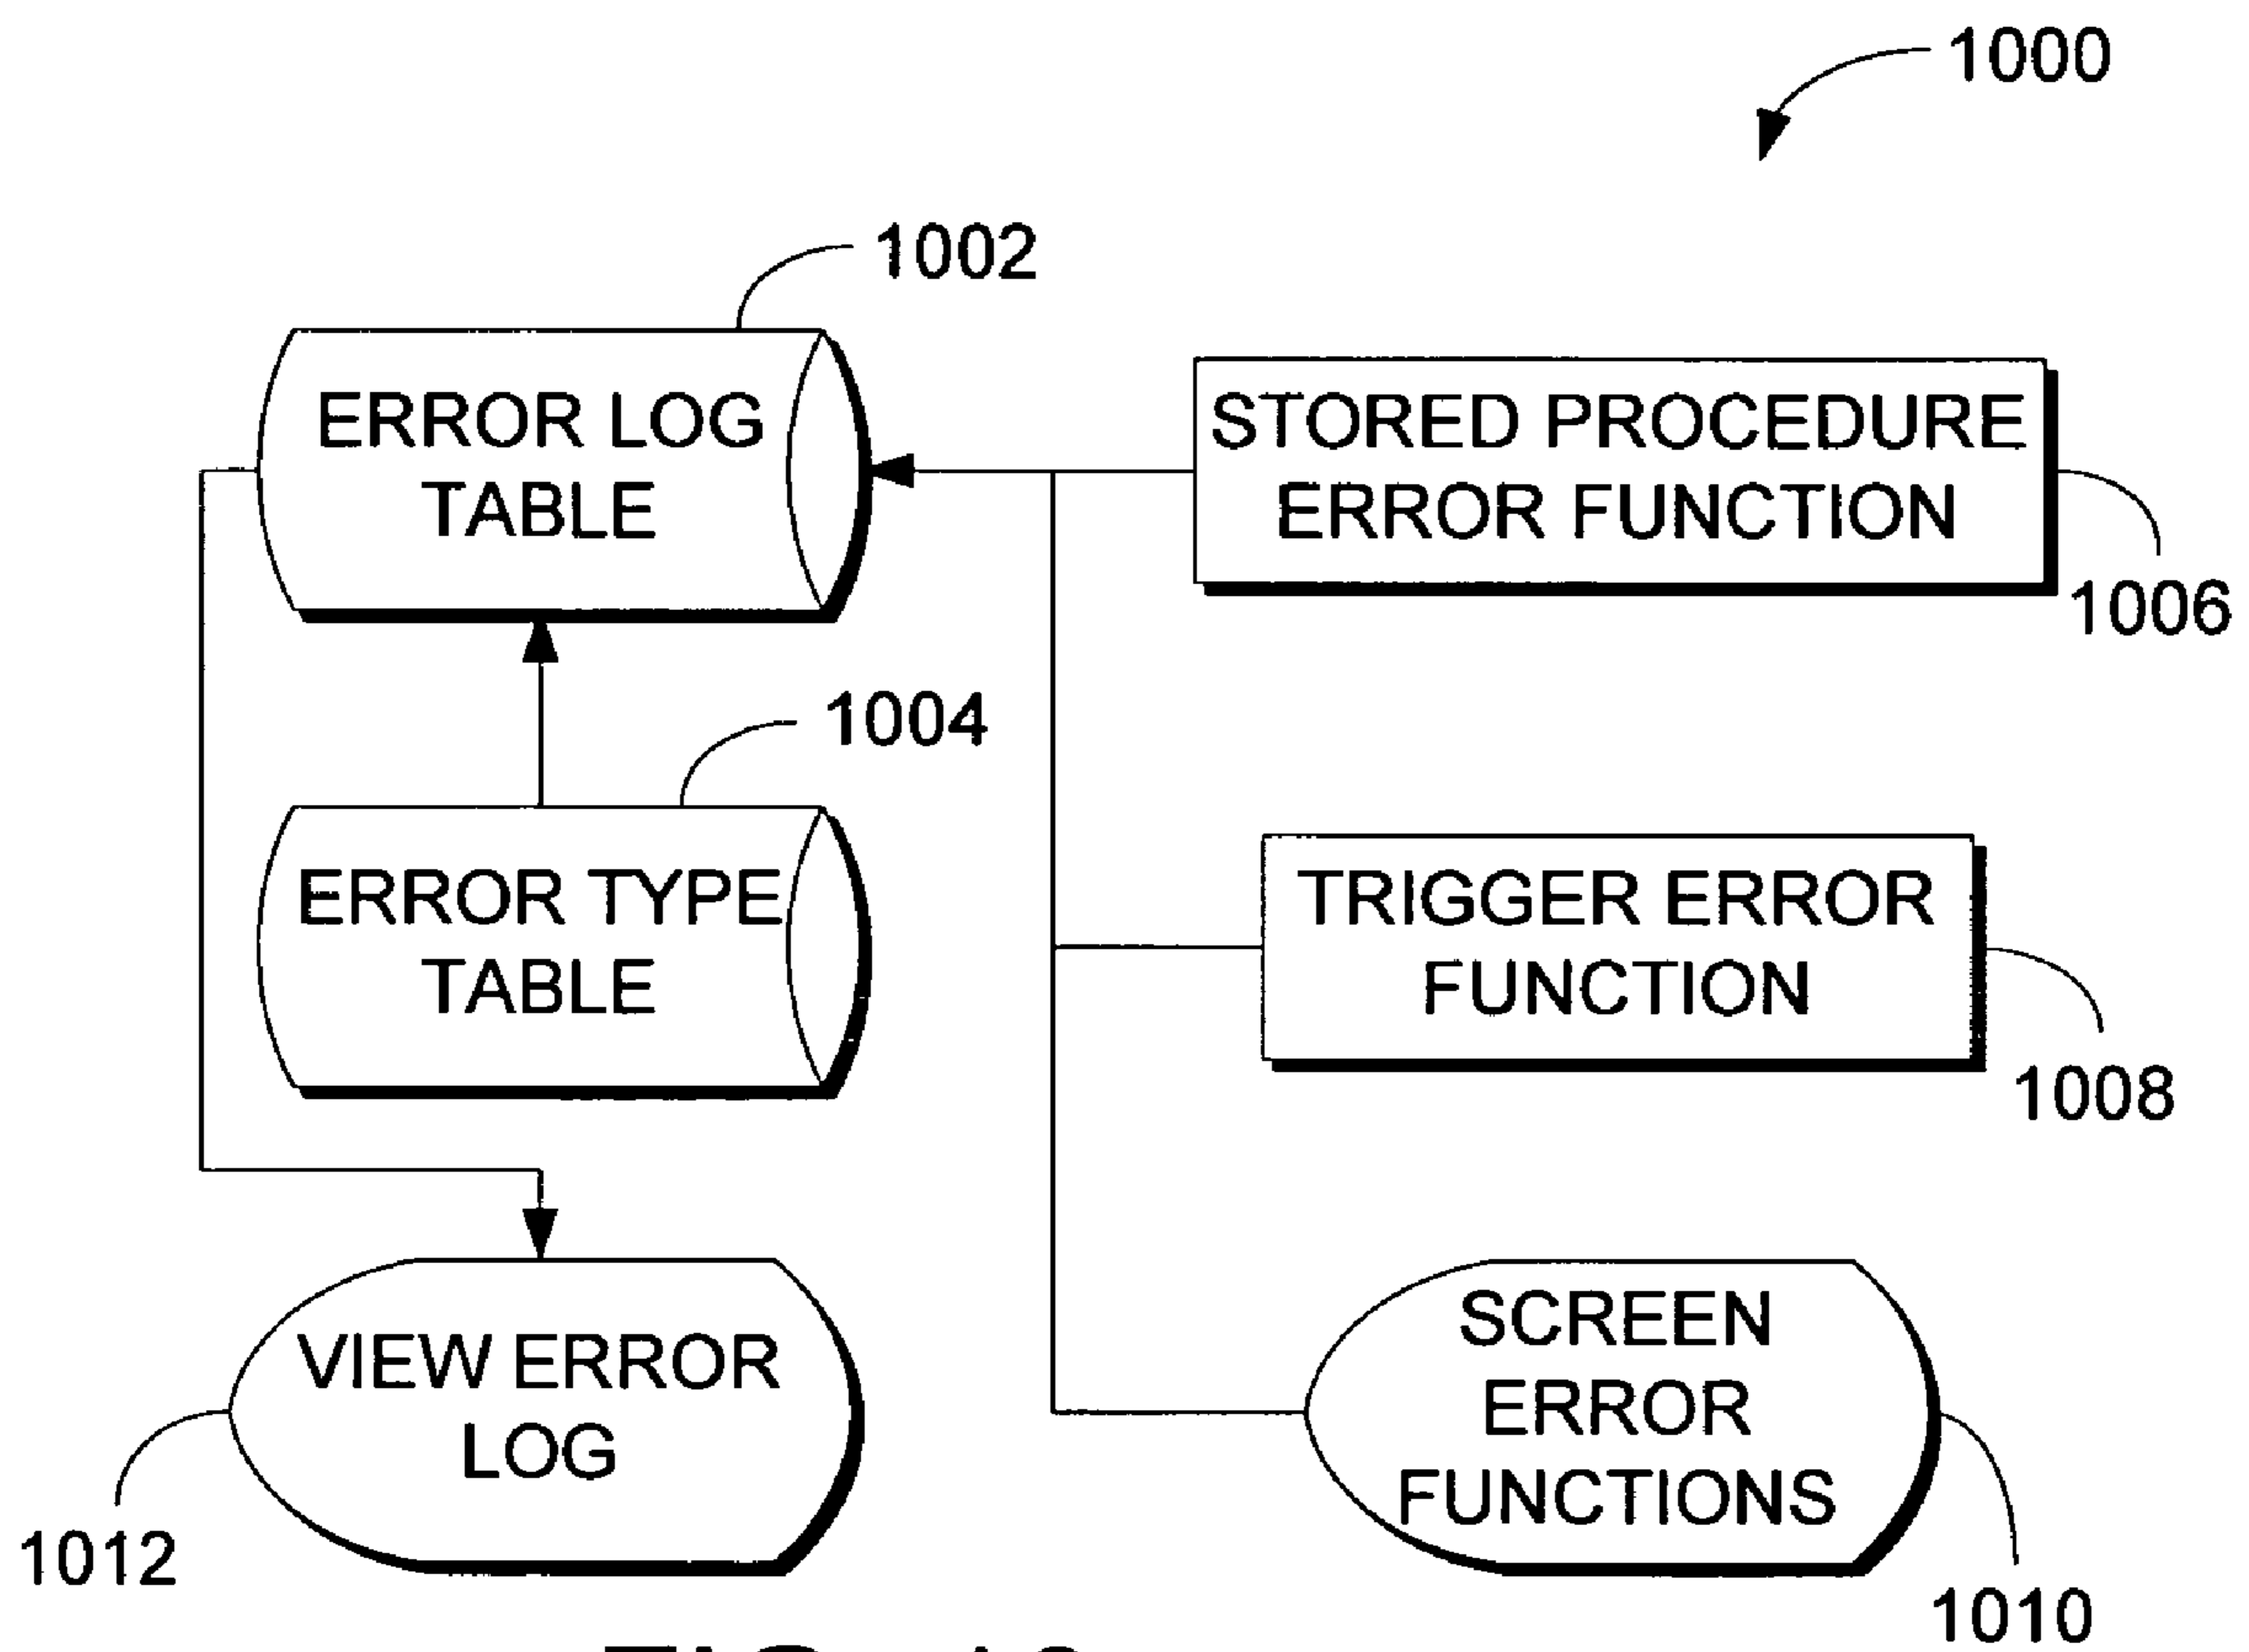 1000
1002
ERROR LOG
TABLE
STORED PROCEDURE
ERROR FUNCTION
1006
1004
ERROR TYPE
TABLE
TRIGGER ERROR
FUNCTION
1008
VIEW ERROR
LOG
1012
SCREEN
ERROR
FUNCTIONS
1010